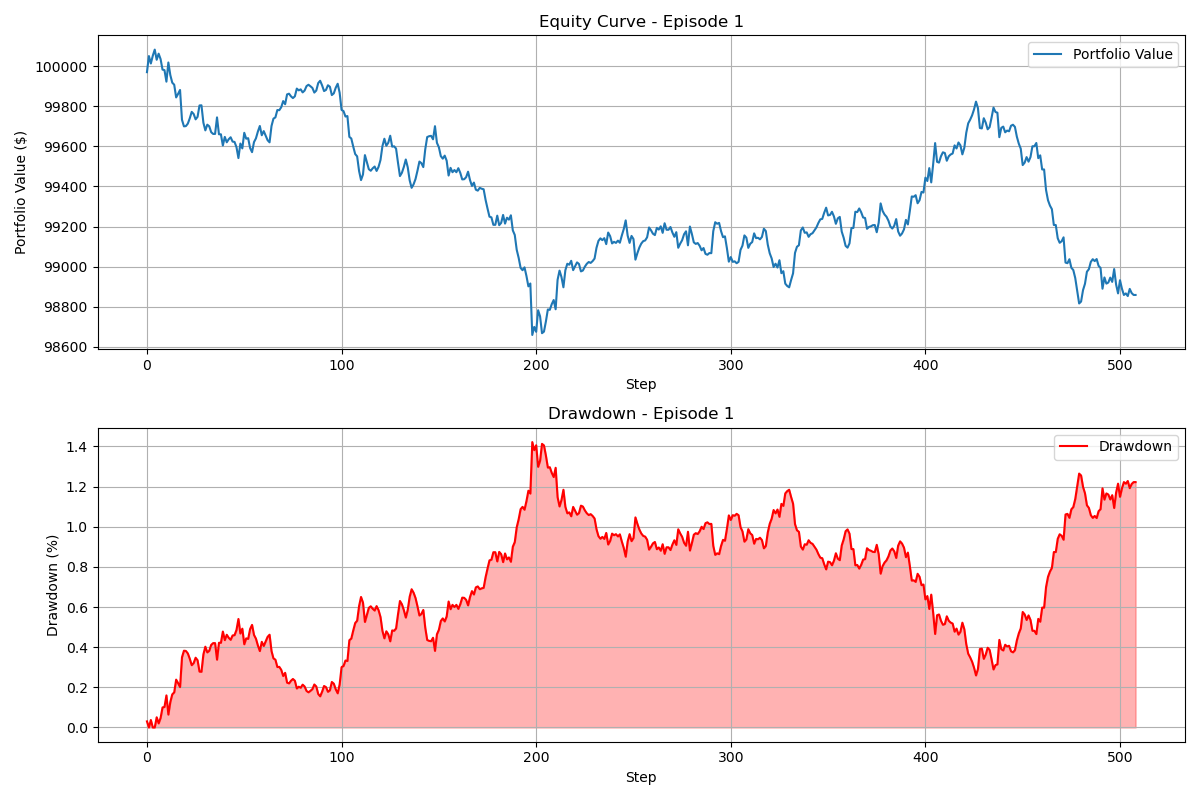 Equity Curve - Episode 1
Portfolio Value
Portfolio Value ($)
100000
99800
99600
99400
99200
99000
98800
98600
0 100 200 300 400 500
Step
Drawdown - Episode 1
Drawdown
Drawdown (%)
1.4
1.2
1.0
0.8
0.6
0.4
0.2
0.0
0 100 200 300 400 500
Step